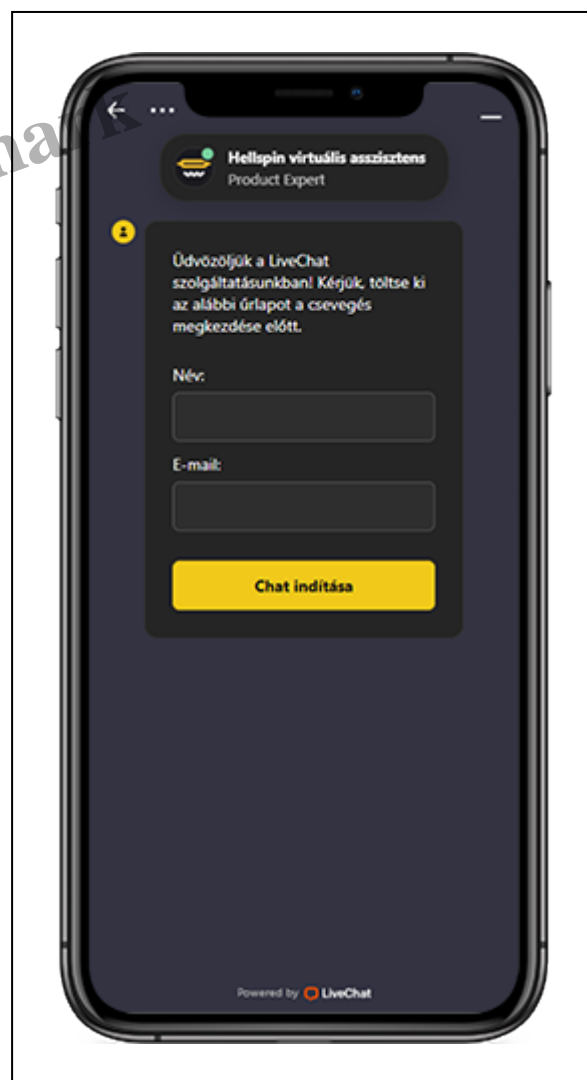 Hellspin virtuális asszisztens
Product Expert
Üdvözöljük a LiveChat
szolgáltatásunkban! Kérjük, töltse ki
az alábbi űrlapot a csevegés
megkezdése előtt.
Név:
E-mail:
Chat indítása
Powered by LiveChat